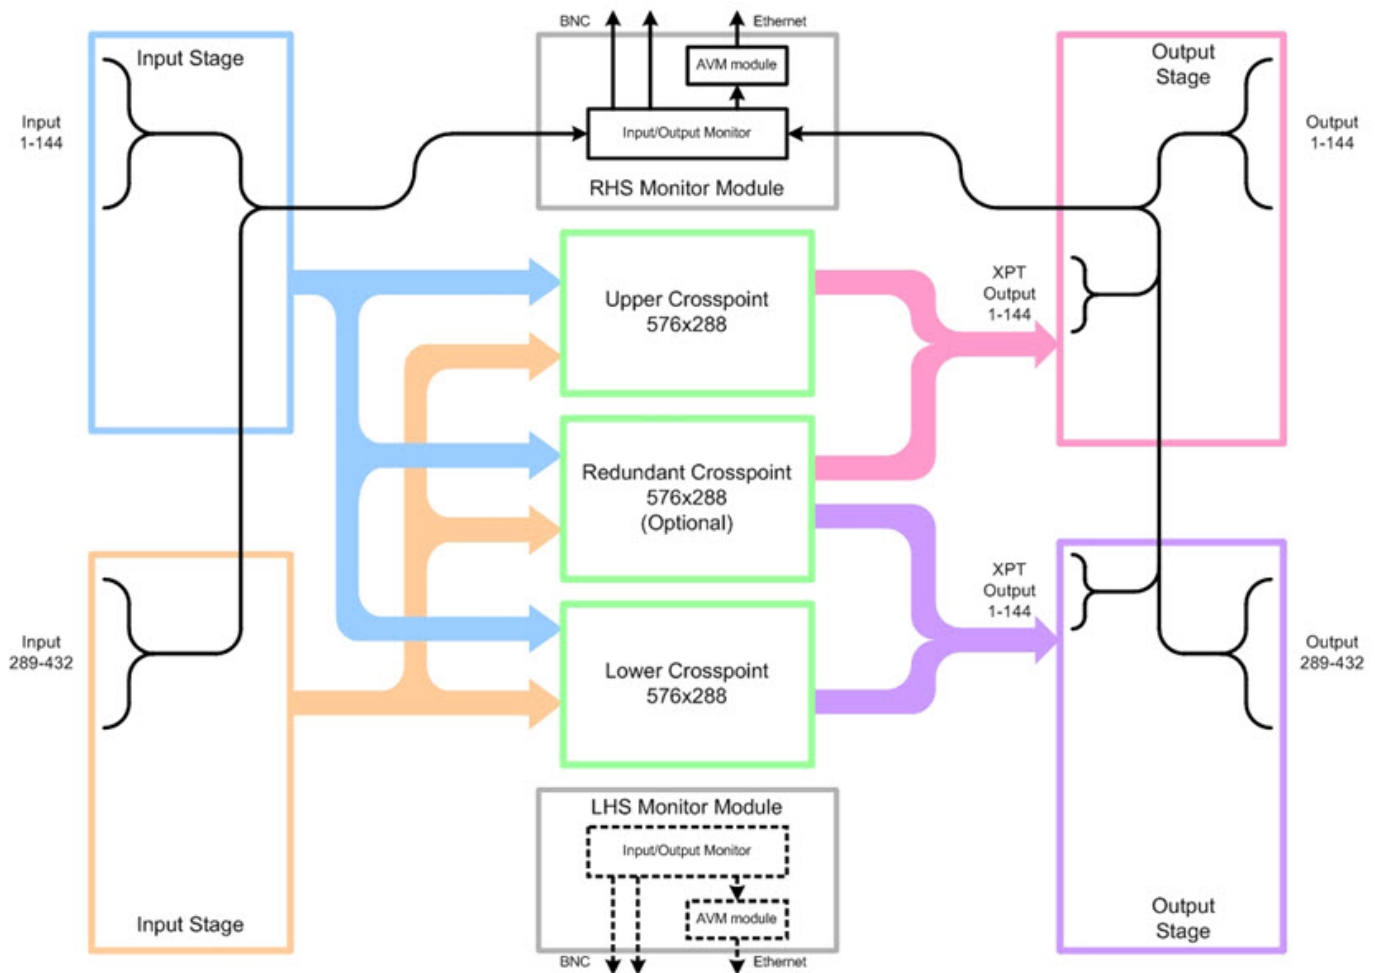 BNC
Ethernet
Input Stage
AVM module
Output
Stage
Input
1-144
Input/Output Monitor
Output
1-144
RHS Monitor Module
XPT
Output
1-144
Upper Crosspoint
576x288
Redundant Crosspoint
576x288
(Optional)
XPT
Output
1-144
Input
289-432
Lower Crosspoint
576x288
Output
289-432
LHS Monitor Module
Input/Output Monitor
AVM module
Input Stage
Output
Stage
BNC
Ethernet